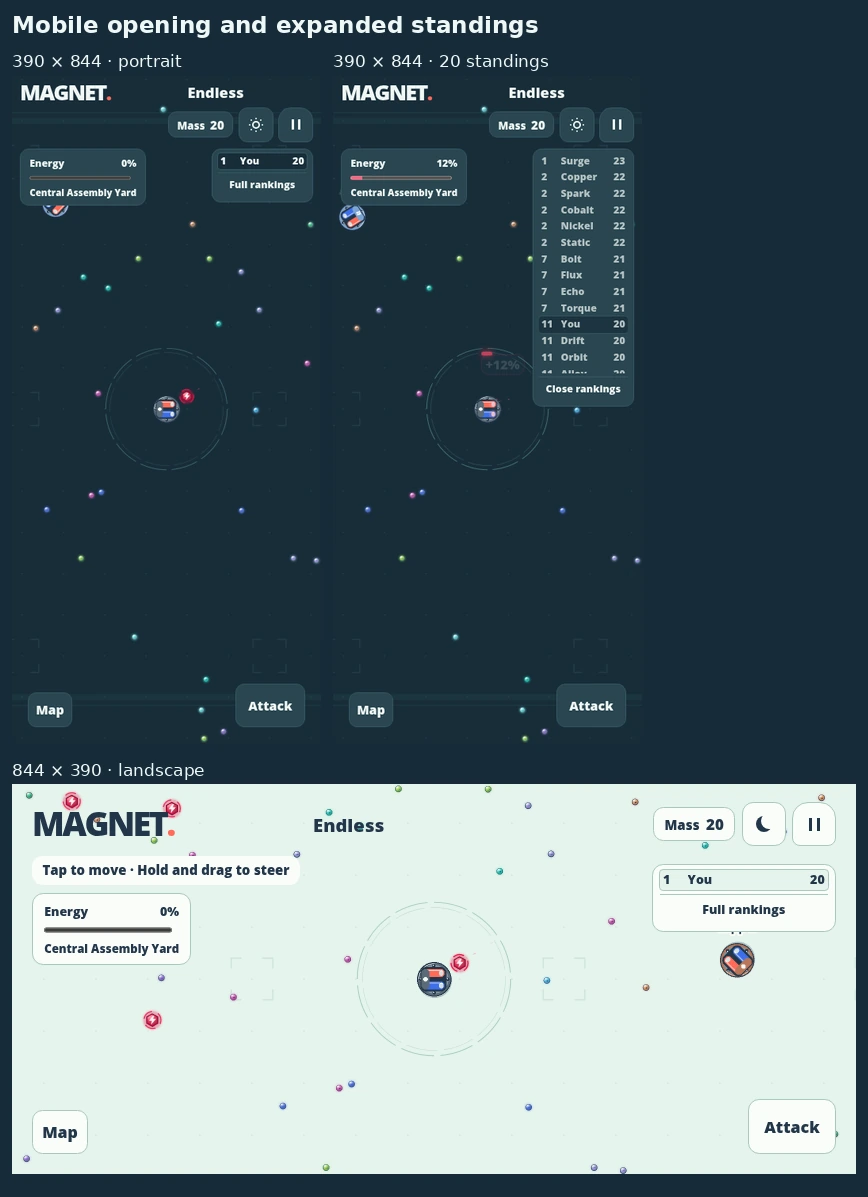 Mobile opening and expanded standings
390 × 844 · portrait
MAGNET.
Endless
Mass 20
Energy 0%
Central Assembly Yard
1 You 20
Full rankings
Map
Attack
390 × 844 · 20 standings
MAGNET.
Endless
Mass 20
Energy 12%
Central Assembly Yard
1 Surge 23
2 Copper 22
2 Spark 22
2 Cobalt 22
2 Nickel 22
2 Static 22
7 Bolt 21
7 Flux 21
7 Echo 21
7 Torque 21
11 You 20
11 Drift 20
11 Orbit 20
11 Alloy 20
Close rankings
+12%
Map
Attack
844 × 390 · landscape
MAGNET.
Endless
Mass 20
Tap to move · Hold and drag to steer
Energy 0%
Central Assembly Yard
1 You 20
Full rankings
Map
Attack